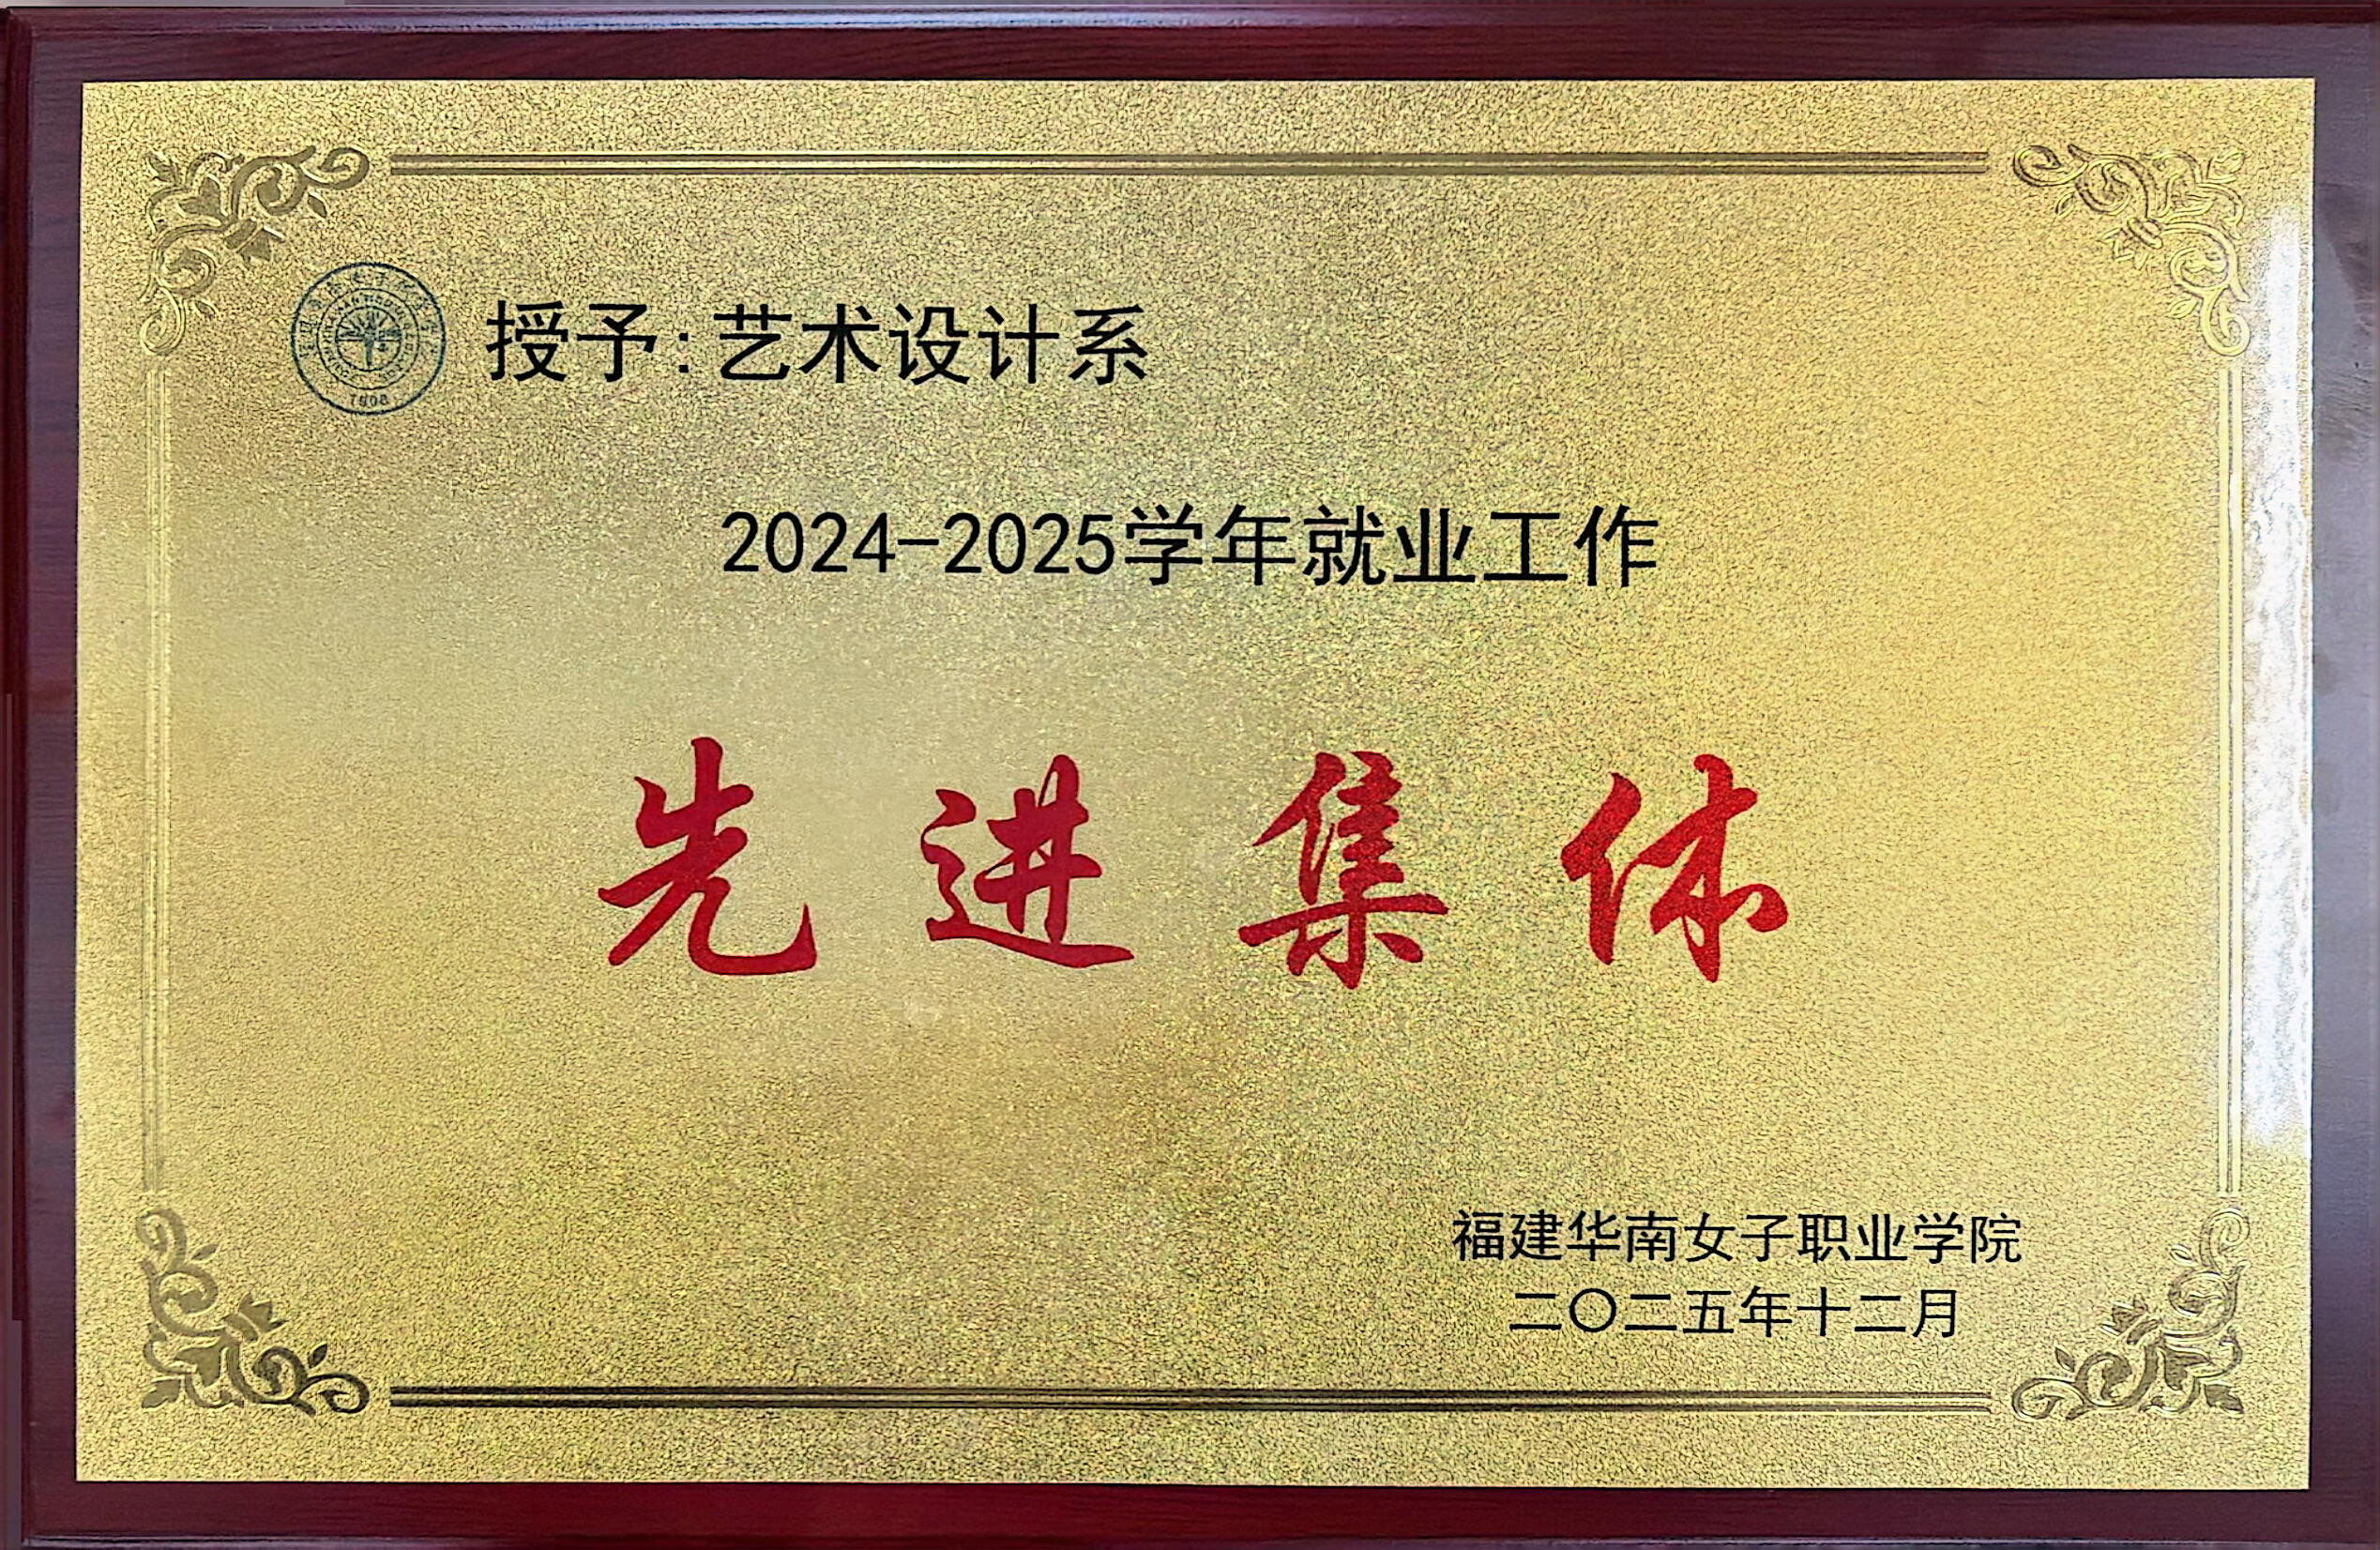 授予:艺术设计系
2024-2025学年就业工作
先进集体
福建华南女子职业学院
二〇二五年十二月
1908